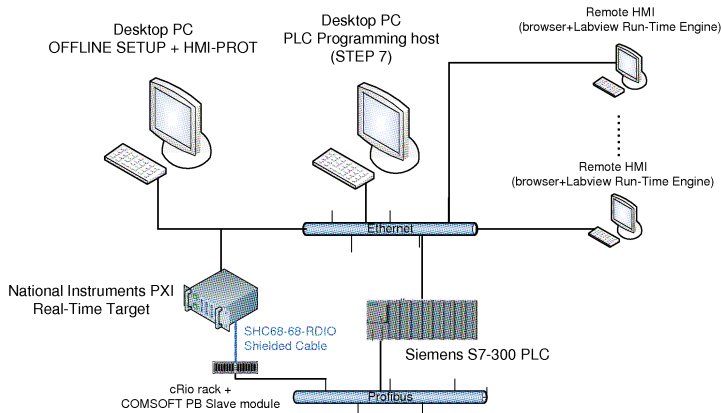 Desktop PC
OFFLINE SETUP + HMI-PROT
Desktop PC
PLC Programming host
(STEP 7)
Remote HMI
(browser+Labview Run-Time Engine)
Remote HMI
(browser+Labview Run-Time Engine)
Ethernet
National Instruments PXI
Real-Time Target
SHC68-68-RDIO
Shielded Cable
Siemens S7-300 PLC
cRio rack +
COMSOFT PB Slave module
Profibus